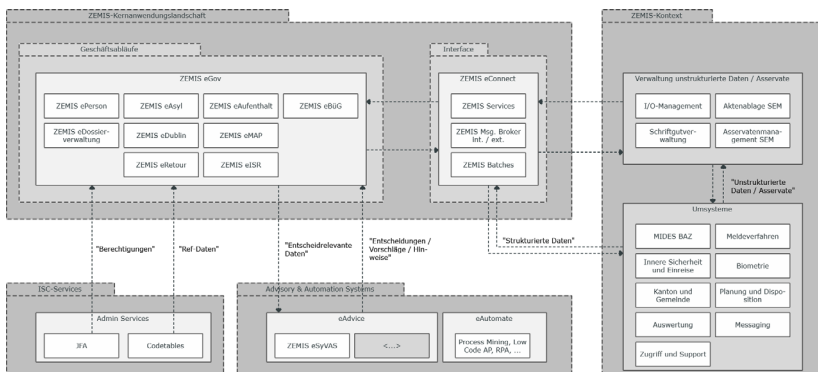 ZEMIS-Kernanwendungslandschaft
Geschäftsabläufe
ZEMIS eGov
ZEMIS ePerson
ZEMIS eAsyl
ZEMIS eAufenthalt
ZEMIS eBüG
ZEMIS eDossier-
verwaltung
ZEMIS eDublin
ZEMIS eMAP
ZEMIS eRetour
ZEMIS eISR
Interface
ZEMIS eConnect
ZEMIS Services
ZEMIS Msg. Broker
int. / ext.
ZEMIS Batches
ZEMIS-Kontext
Verwaltung unstrukturierte Daten / Asservate
I/O-Management
Aktenablage SEM
Schriftgutver-
waltung
Asservatenmana-
gement SEM
"Unstrukturierte
Daten / Asservate"
Umsysteme
MIDES BAZ
Meldeverfahren
Innere Sicherheit
und Einreise
Biometrie
Kanton und
Gemeinde
Planung und Dispo-
sition
Auswertung
Messaging
Zugriff und Support
"Berechtigungen"
"Ref-Daten"
"Entscheidrelevante
Daten"
"Entscheidungen /
Vorschläge / Hin-
weise"
"Strukturierte Daten"
ISC-Services
Admin Services
JFA
Codetables
Advisory & Automation Systems
eAdvice
ZEMIS eSyVAS
<...>
eAutomate
Process Mining, Low
Code AP, RPA, ...